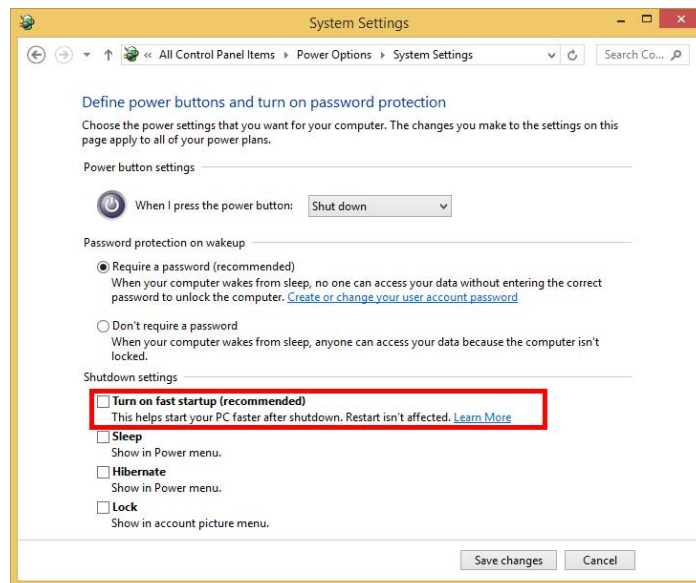 System Settings
« All Control Panel Items Power Options System Settings Search Co...
Define power buttons and turn on password protection
Choose the power settings that you want for your computer. The changes you make to the settings on this
page apply to all of your power plans.
Power button settings
When I press the power button: Shut down
Password protection on wakeup
Require a password (recommended)
When your computer wakes from sleep, no one can access your data without entering the correct
password to unlock the computer. Create or change your user account password
Don't require a password
When your computer wakes from sleep, anyone can access your data because the computer isn't
locked.
Shutdown settings
Turn on fast startup (recommended)
This helps start your PC faster after shutdown. Restart isn't affected. Learn More
Sleep
Show in Power menu.
Hibernate
Show in Power menu.
Lock
Show in account picture menu.
Save changes Cancel